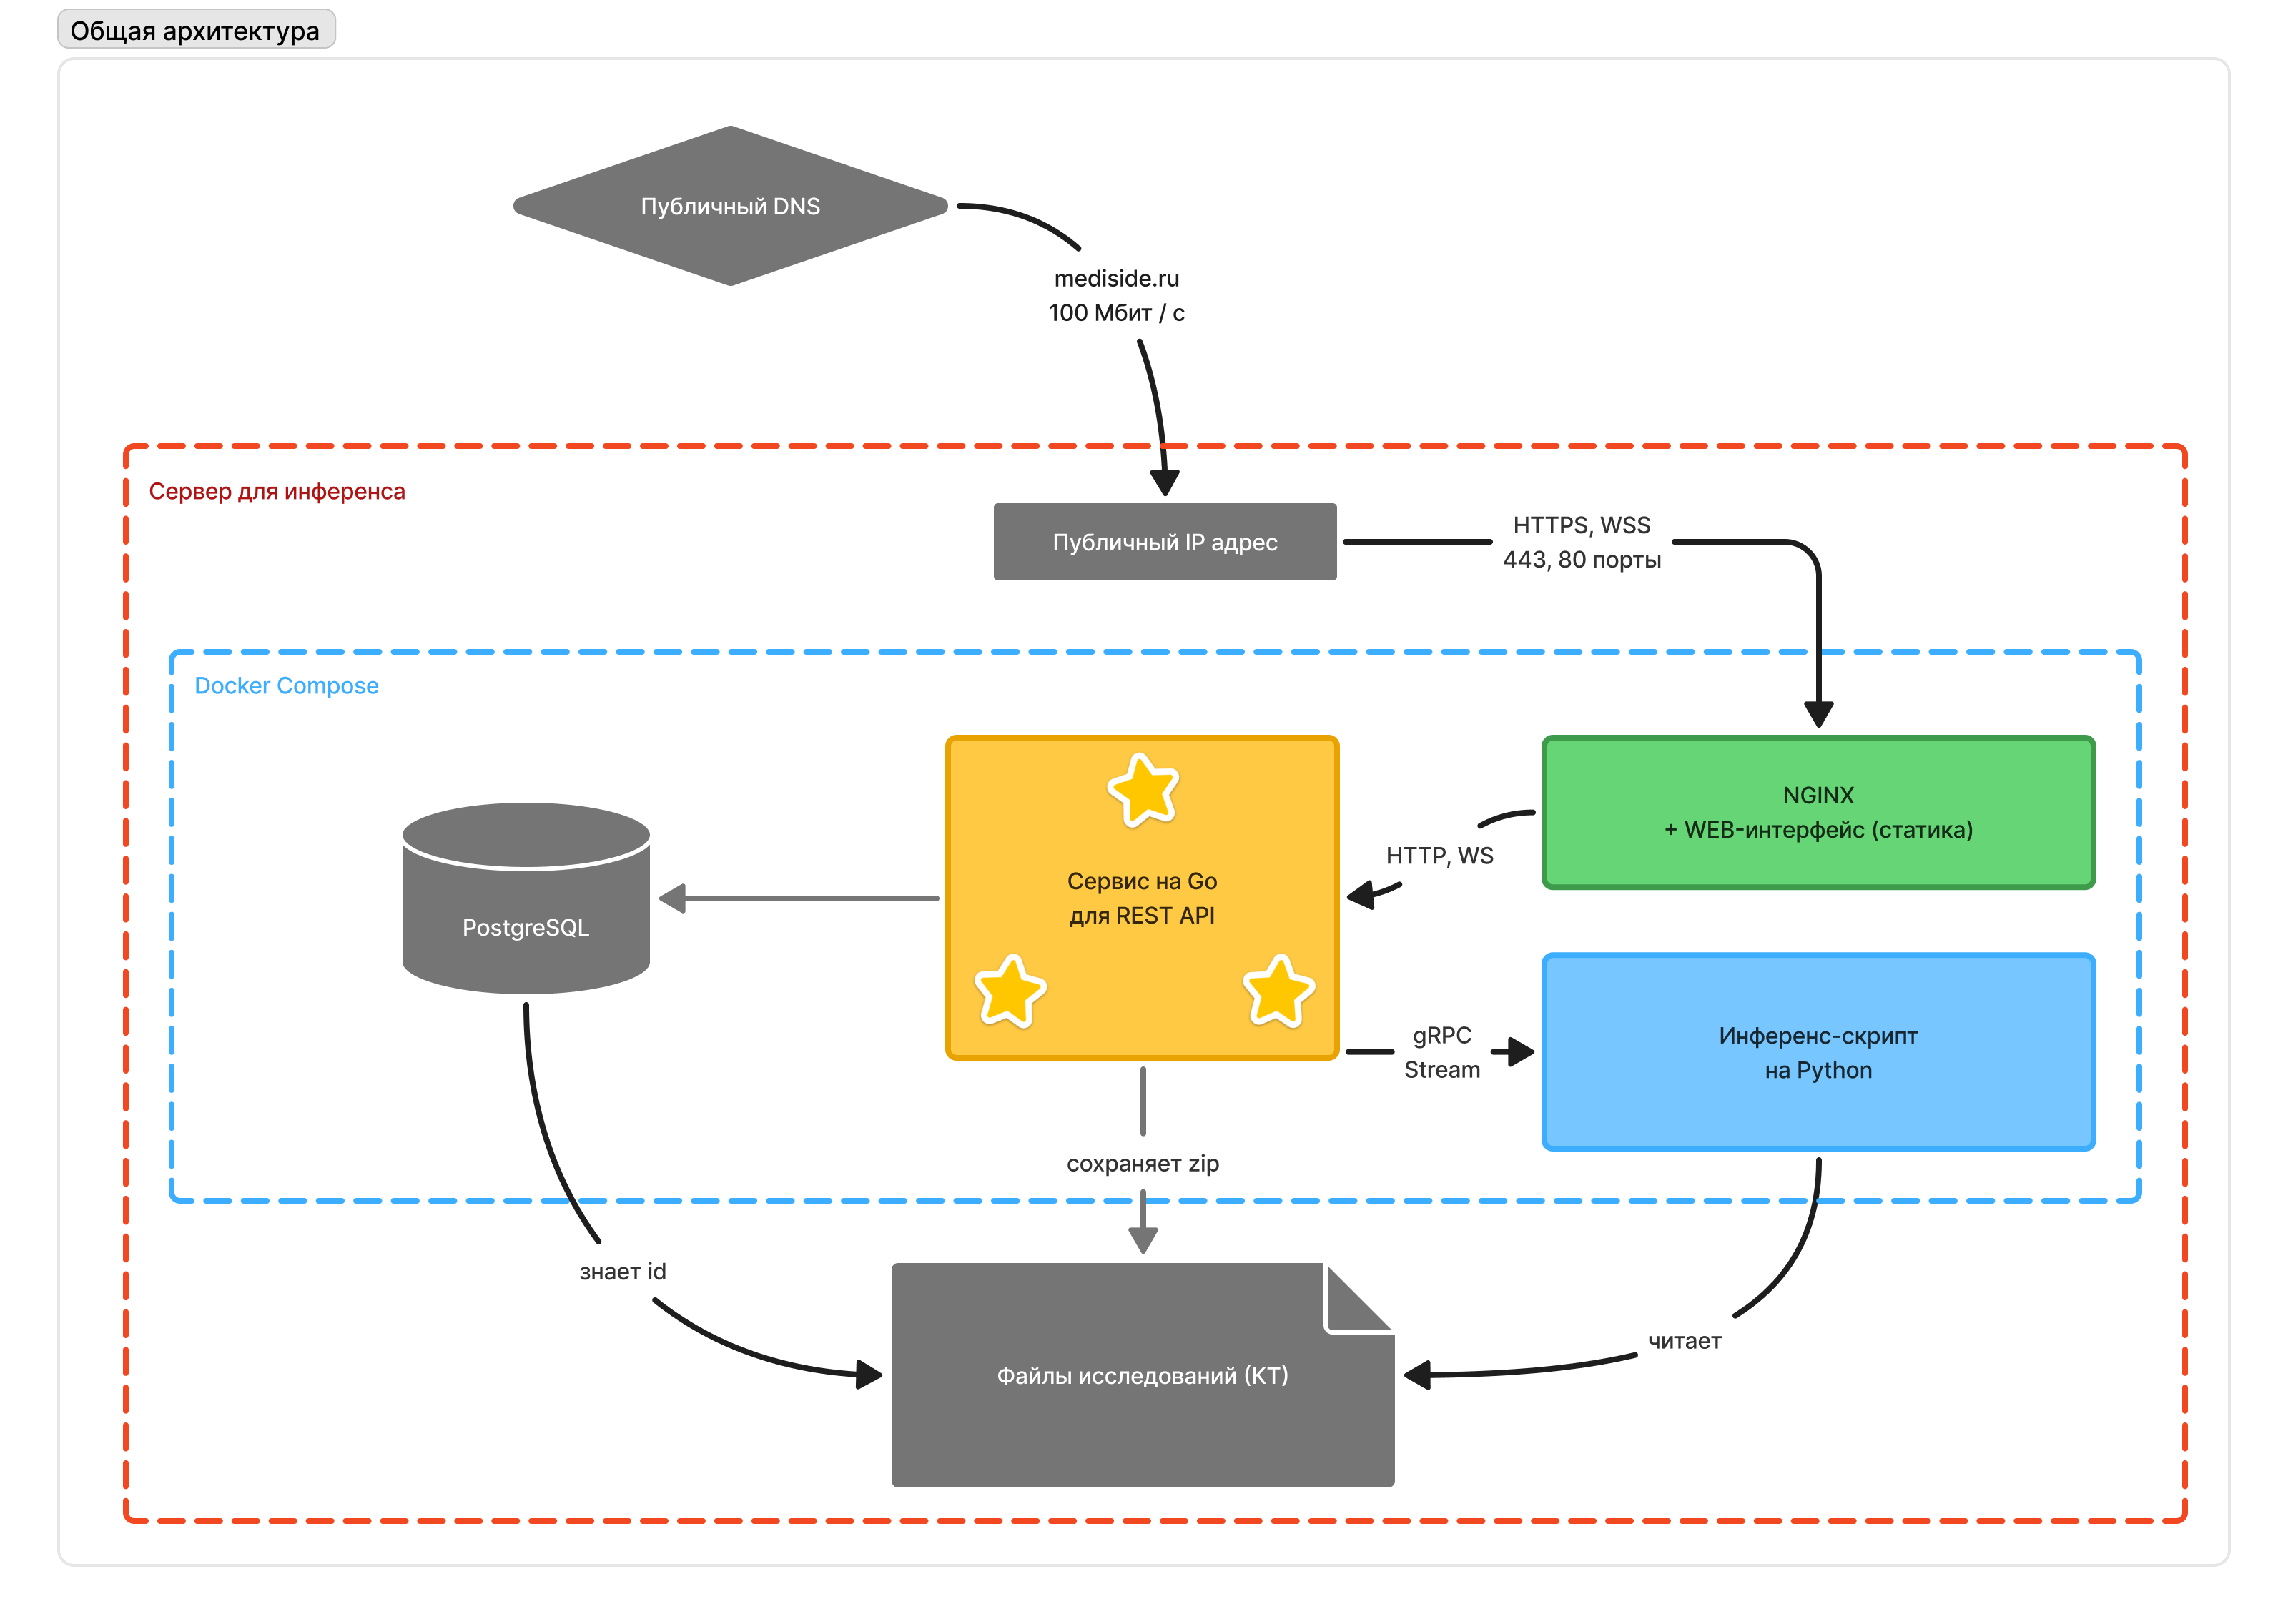 Общая архитектура
Публичный DNS
mediside.ru
100 Мбит / с
Сервер для инференса
Публичный IP адрес
HTTPS, WSS
443, 80 порты
Docker Compose
NGINX
+ WEB-интерфейс (статика)
HTTP, WS
Сервис на Go
для REST API
PostgreSQL
gRPC
Stream
Инференс-скрипт
на Python
сохраняет zip
знает id
читает
Файлы исследований (КТ)